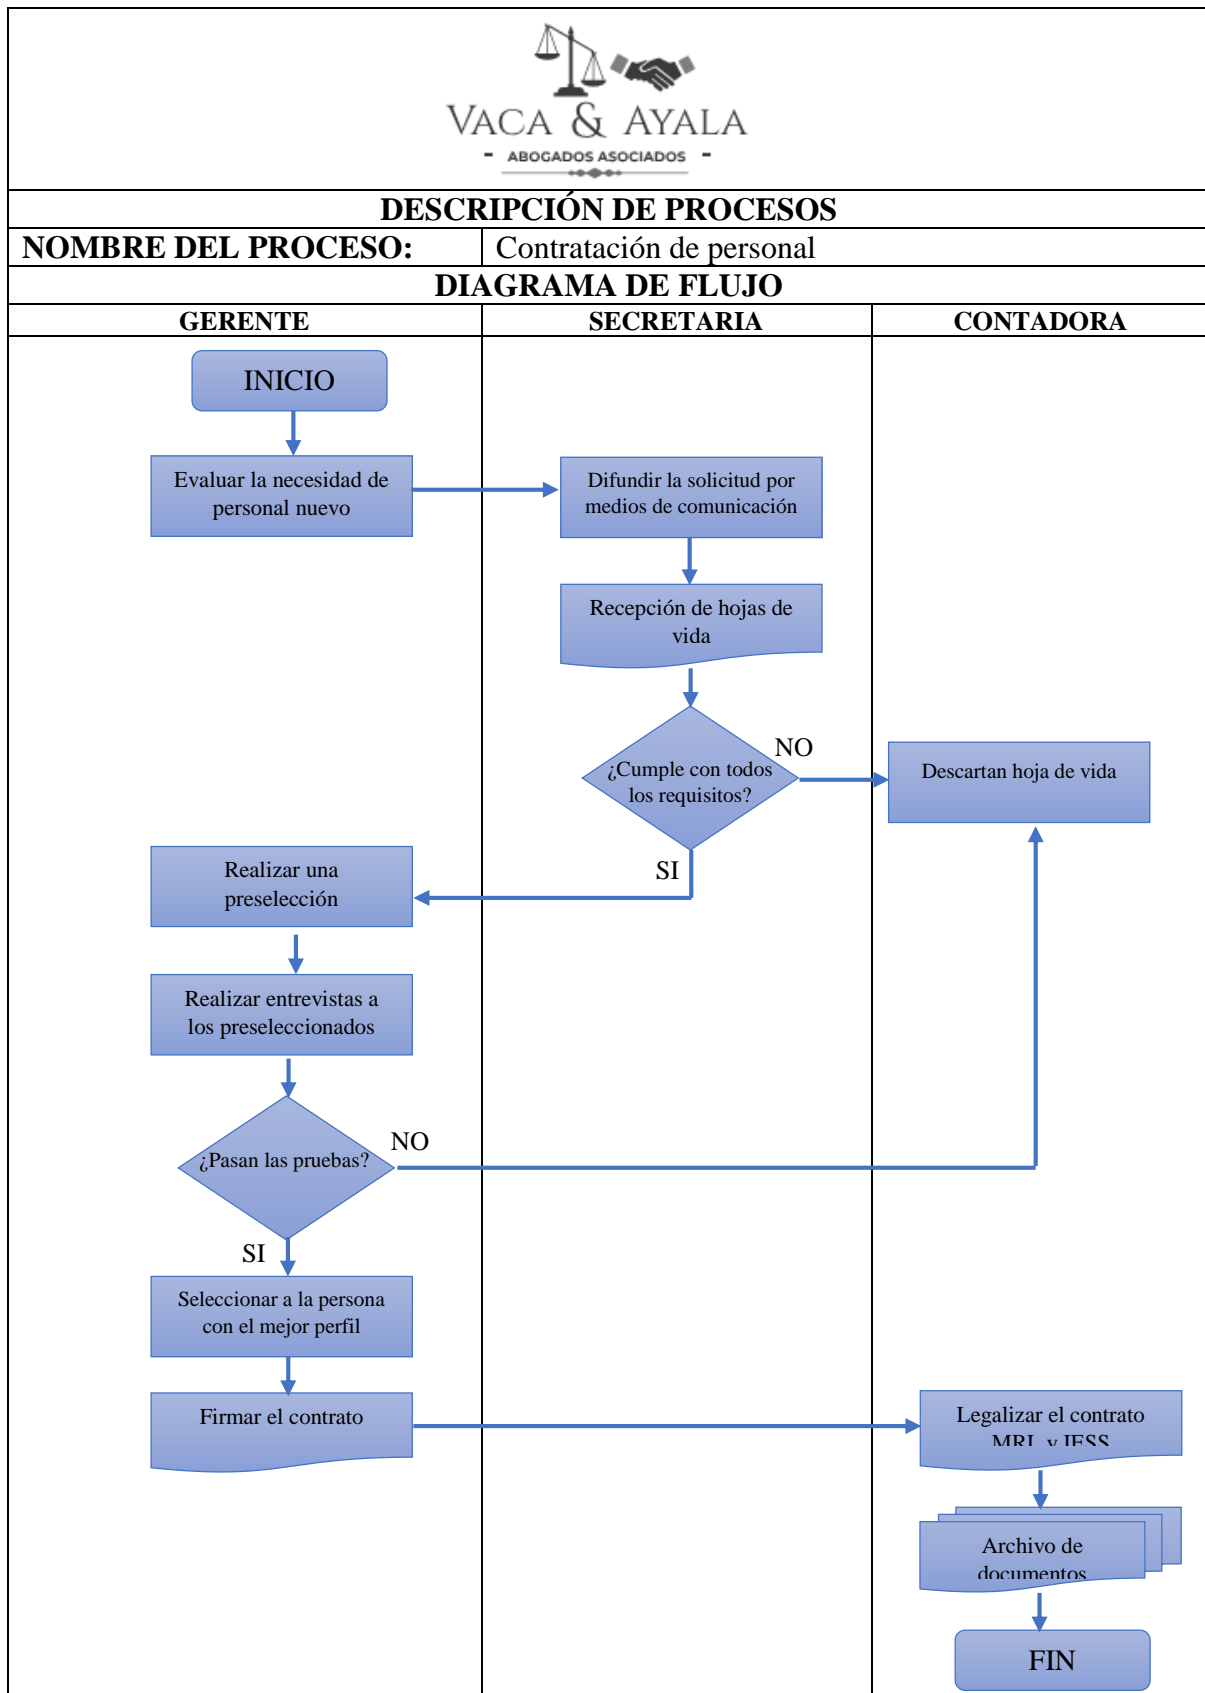 VACA & AYALA
- ABOGADOS ASOCIADOS -
DESCRIPCIÓN DE PROCESOS
NOMBRE DEL PROCESO: Contratación de personal
DIAGRAMA DE FLUJO
GERENTE SECRETARIA CONTADORA
INICIO
Evaluar la necesidad de
personal nuevo
Difundir la solicitud por
medios de comunicación
Recepción de hojas de
vida
¿Cumple con todos
los requisitos?
NO
Descartan hoja de vida
SI
Realizar una
preselección
Realizar entrevistas a
los preseleccionados
¿Pasan las pruebas?
NO
SI
Seleccionar a la persona
con el mejor perfil
Firmar el contrato
Legalizar el contrato
MRL y IESS
Archivo de
documentos
FIN